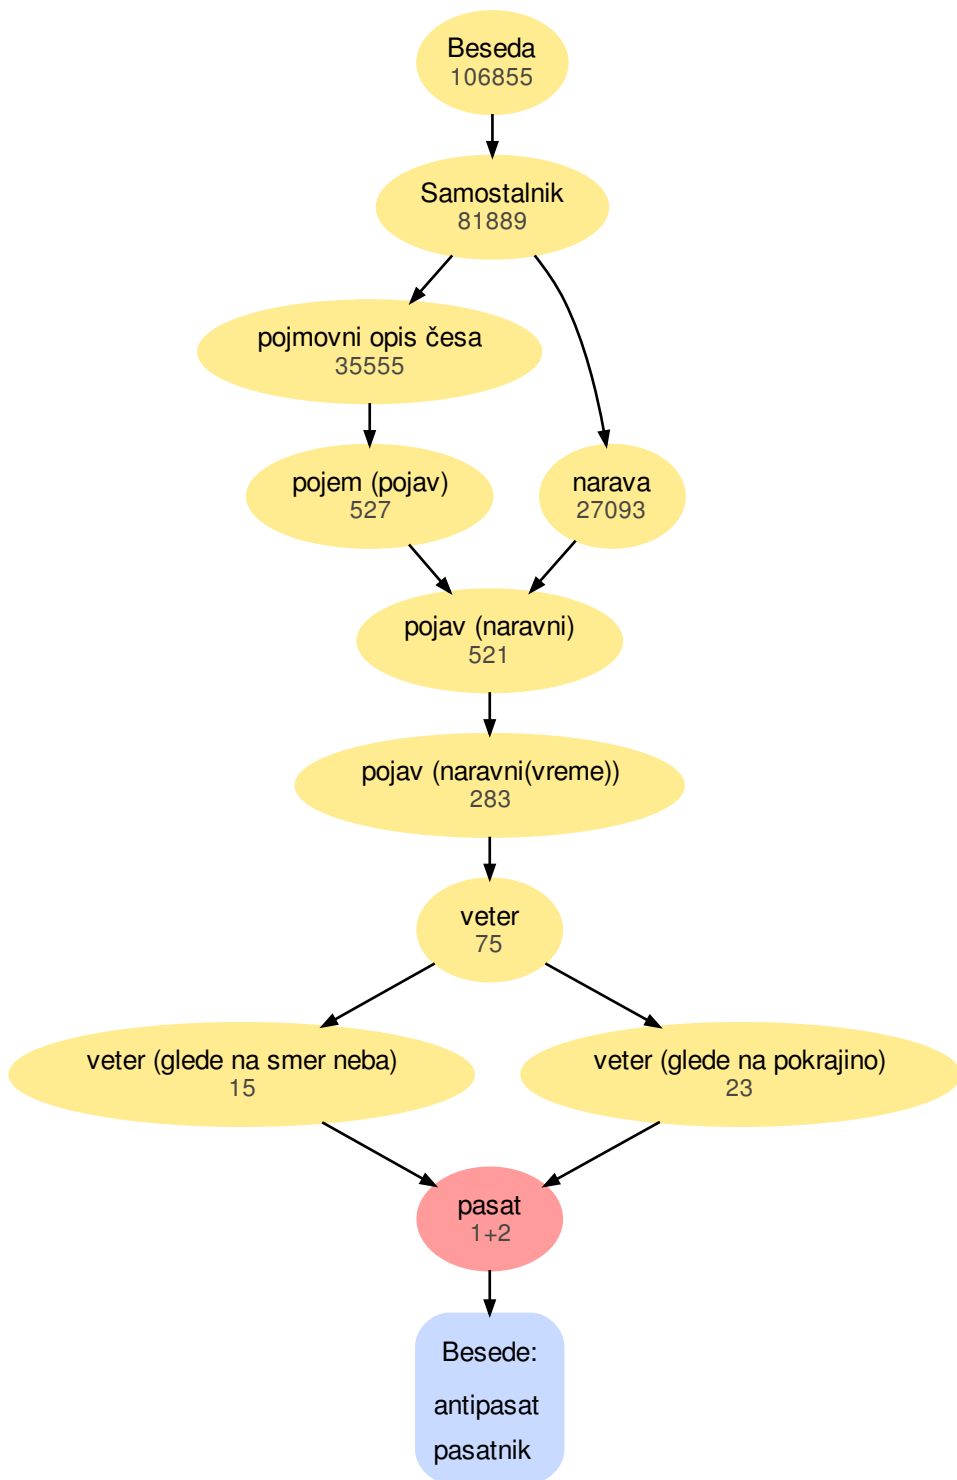 Beseda
106855
Samostalnik
81889
pojmovni opis česa
35555
pojem (pojav)
527
narava
27093
pojav (naravni)
521
pojav (naravni(vreme))
283
veter
75
veter (glede na smer neba)
15
veter (glede na pokrajino)
23
pasat
1+2
Besede:
antipasat
pasatnik